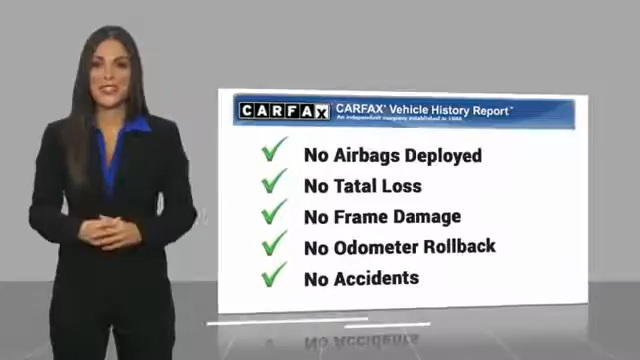 CARFAX CARFAX® Vehicle History Report™
An independent company established in 1986
No Airbags Deployed
No Tatal Loss
No Frame Damage
No Odometer Rollback
No Accidents